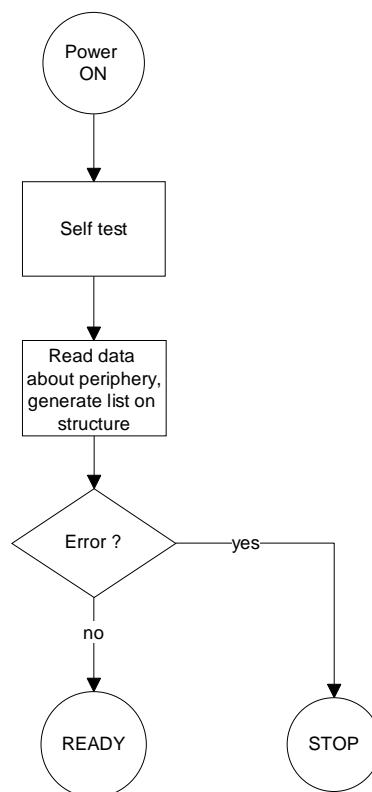 Power
ON
Self test
Read data
about periphery,
generate list on
structure
Error ?
yes
no
READY
STOP